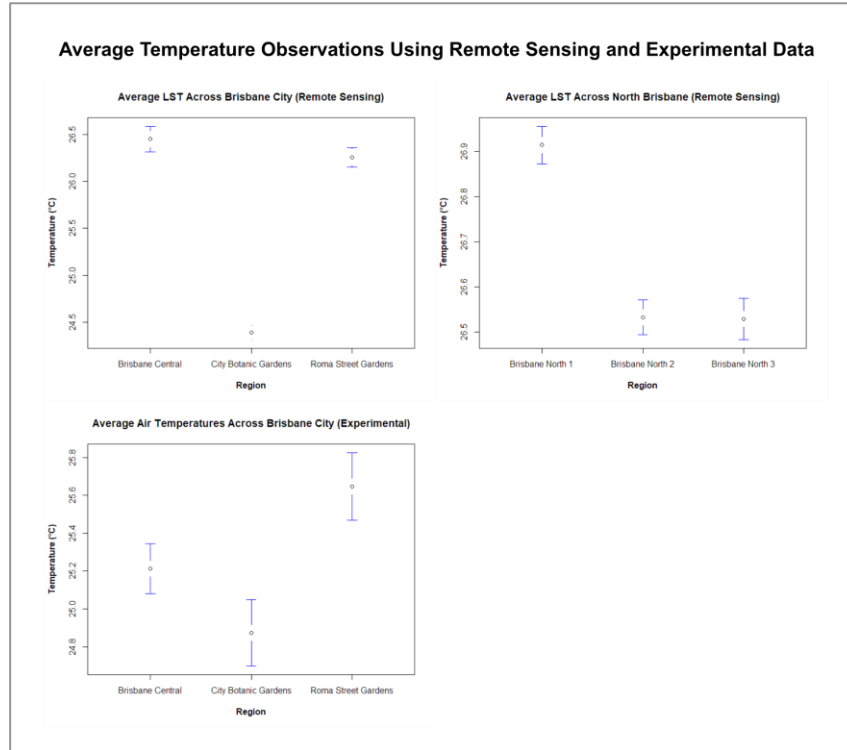 Average Temperature Observations Using Remote Sensing and Experimental Data
Average LST Across Brisbane City (Remote Sensing)
Temperature (°C)
26.5
26.0
25.5
25.0
24.5
Brisbane Central City Botanic Gardens Roma Street Gardens
Region
Average LST Across North Brisbane (Remote Sensing)
Temperature (°C)
26.9
26.8
26.7
26.6
26.5
Brisbane North 1 Brisbane North 2 Brisbane North 3
Region
Average Air Temperatures Across Brisbane City (Experimental)
Temperature (°C)
25.8
25.6
25.4
25.2
25.0
24.8
Brisbane Central City Botanic Gardens Roma Street Gardens
Region